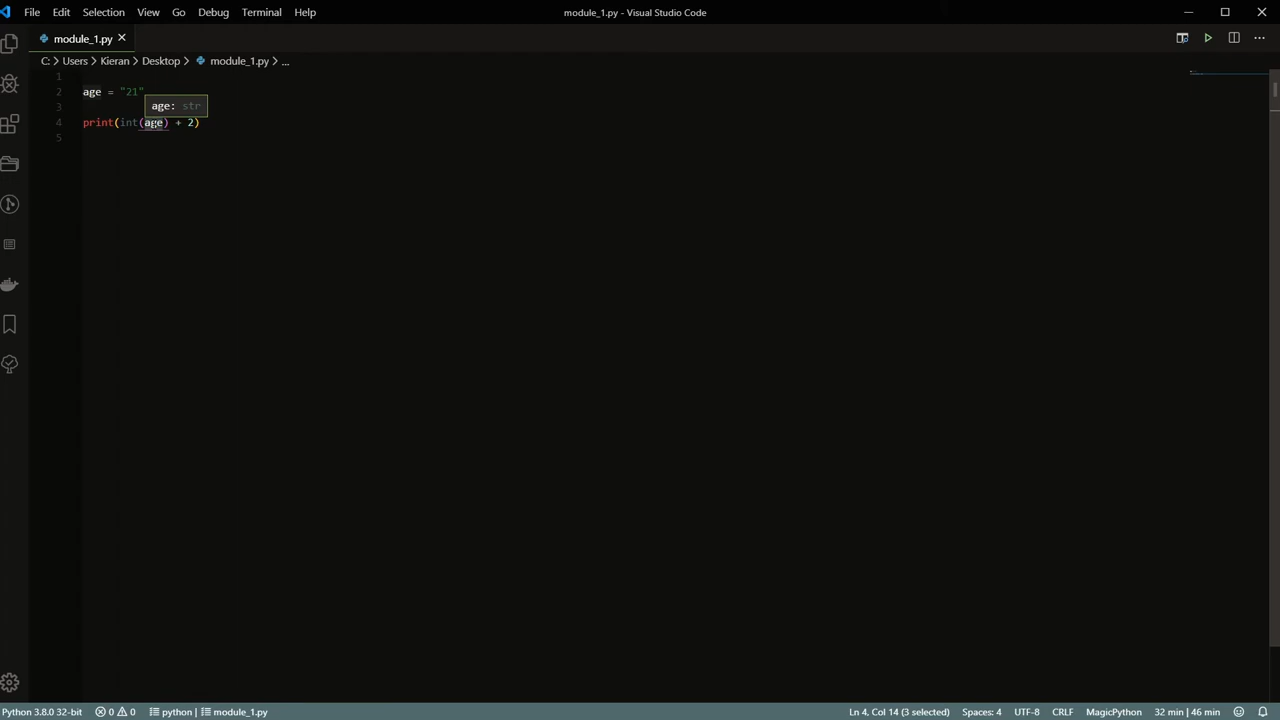 File Edit Selection View Go Debug Terminal Help
module_1.py - Visual Studio Code
module_1.py
C: > Users > Kieran > Desktop > module_1.py > ...
1
2 age = "21"
age: str
3
4 print(int(age) + 2)
5
Python 3.8.0 32-bit 0 0 python | module_1.py Ln 4, Col 14 (3 selected) Spaces: 4 UTF-8 CRLF MagicPython 32 min | 46 min